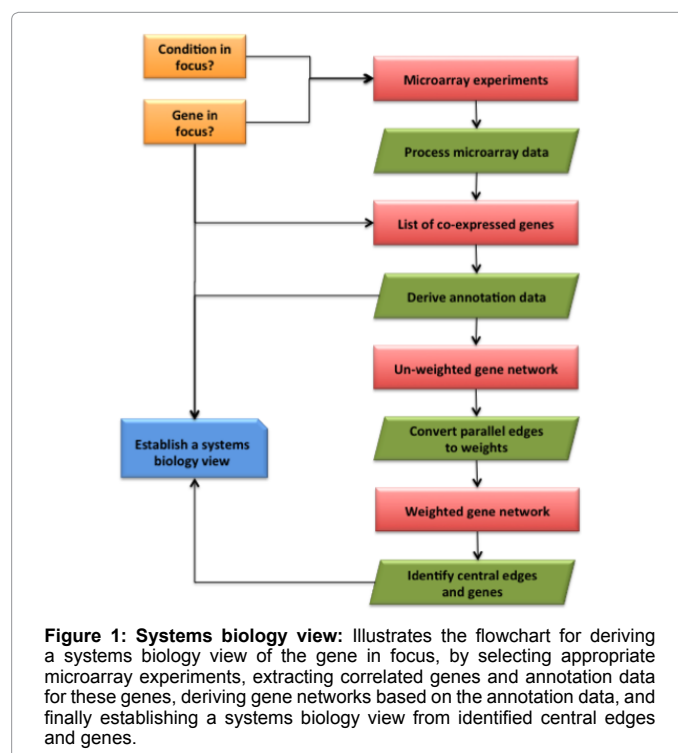 Condition in
focus?
Microarray experiments
Gene in
focus?
Process microarray data
List of co-expressed genes
Derive annotation data
Un-weighted gene network
Establish a systems
biology view
Convert parallel edges
to weights
Weighted gene network
Identify central edges
and genes
Figure 1: Systems biology view: Illustrates the flowchart for deriving
a systems biology view of the gene in focus, by selecting appropriate
microarray experiments, extracting correlated genes and annotation data
for these genes, deriving gene networks based on the annotation data, and
finally establishing a systems biology view from identified central edges
and genes.